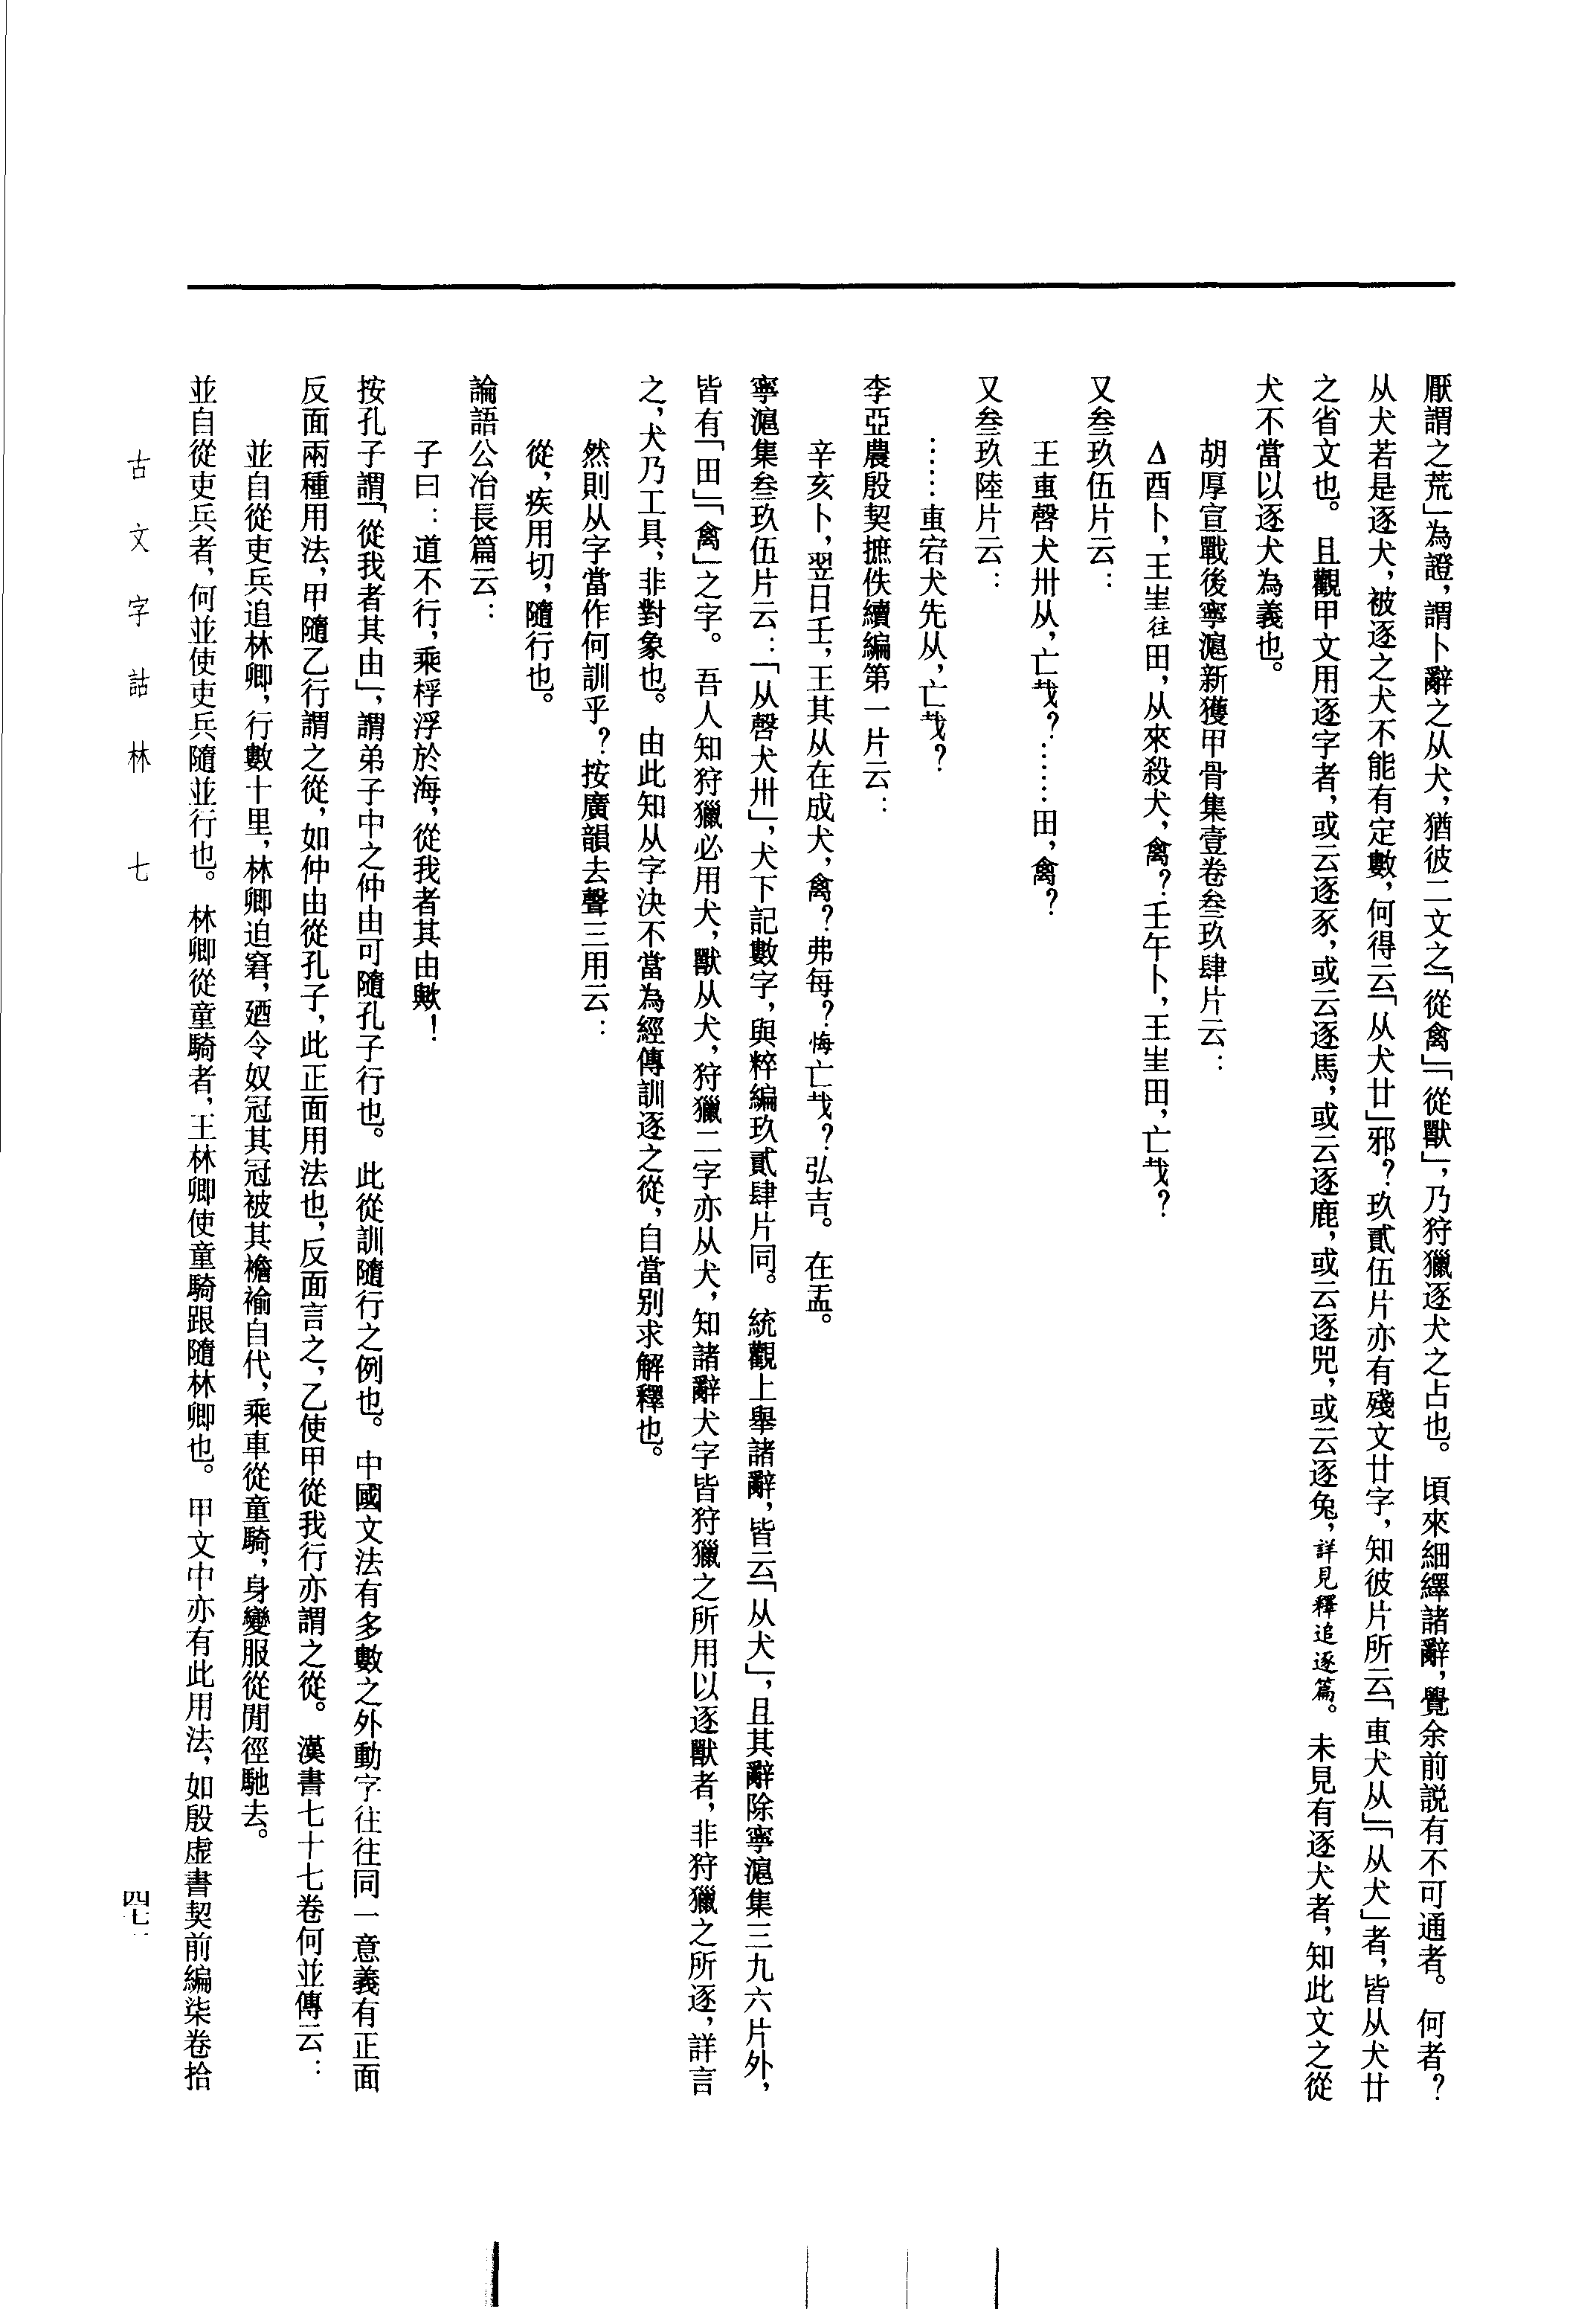 厭謂之荒」為證，謂卜辭之从犬，猶彼二文之「從禽」「從獸」，乃狩獵逐犬之占也。頃來細繹諸辭，覺余前説有不可通者。何者？
从犬若是逐犬，被逐之犬不能有定數，何得云「从犬廿」邪？玖貳伍片亦有殘文廿字，知彼片所云「叀犬从」「从犬」者，皆从犬廿
之省文也。且觀甲文用逐字者，或云逐豕，或云逐馬，或云逐鹿，或云逐兕，或云逐兔，詳見釋追逐篇。未見有逐犬者，知此文之從
犬不當以逐犬為義也。
胡厚宣戰後寧滬新獲甲骨集壹卷叁玖肆片云：
△酉卜，王㞷往田，从來殺犬，禽？壬午卜，王㞷田，亡𢦔？
又叁玖伍片云：
王叀磬犬卅从，亡𢦔？……田，禽？
又叁玖陸片云：
……叀宕犬先从，亡𢦔？
李亞農殷契摭佚續編第一片云：
辛亥卜，翌日壬，王其从在成犬，禽？弗每？悔亡𢦔？弘吉。在盂。
寧滬集叁玖伍片云：「从磬犬卅」，犬下記數字，與粹編玖貳肆片同。統觀上舉諸辭，皆云「从犬」，且其辭除寧滬集三九六片外，
皆有「田」「禽」之字。吾人知狩獵必用犬，獸从犬，狩獵二字亦从犬，知諸辭犬字皆狩獵之所用以逐獸者，非狩獵之所逐，詳言
之，犬乃工具，非對象也。由此知从字決不當為經傳訓逐之從，自當别求解釋也。
然則从字當作何訓乎？按廣韻去聲三用云：
從，疾用切，隨行也。
論語公冶長篇云：
子曰：道不行，乘桴浮於海，從我者其由歟！
按孔子謂「從我者其由」，謂弟子中之仲由可隨孔子行也。此從訓隨行之例也。中國文法有多數之外動字往往同一意義有正面
反面兩種用法，甲隨乙行謂之從，如仲由從孔子，此正面用法也，反面言之，乙使甲從我行亦謂之從。漢書七十七卷何並傳云：
並自從吏兵追林卿，行數十里，林卿迫窘，廼令奴冠其冠被其襜褕自代，乘車從童騎，身變服從閒徑馳去。
並自從吏兵者，何並使吏兵隨並行也。林卿從童騎者，王林卿使童騎跟隨林卿也。甲文中亦有此用法，如殷虚書契前編柒卷拾
古文字詁林 七
四七